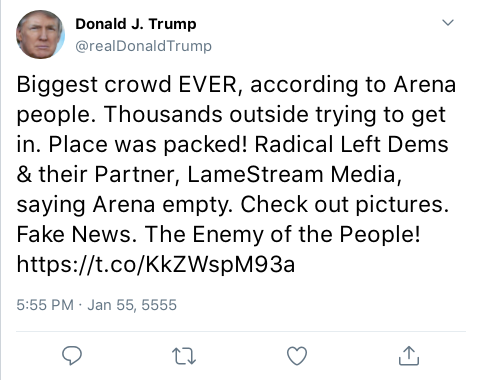 Donald J. Trump
@realDonaldTrump
Biggest crowd EVER, according to Arena
people. Thousands outside trying to get
in. Place was packed! Radical Left Dems
& their Partner, LameStream Media,
saying Arena empty. Check out pictures.
Fake News. The Enemy of the People!
https://t.co/KkZWspM93a
5:55 PM · Jan 55, 5555